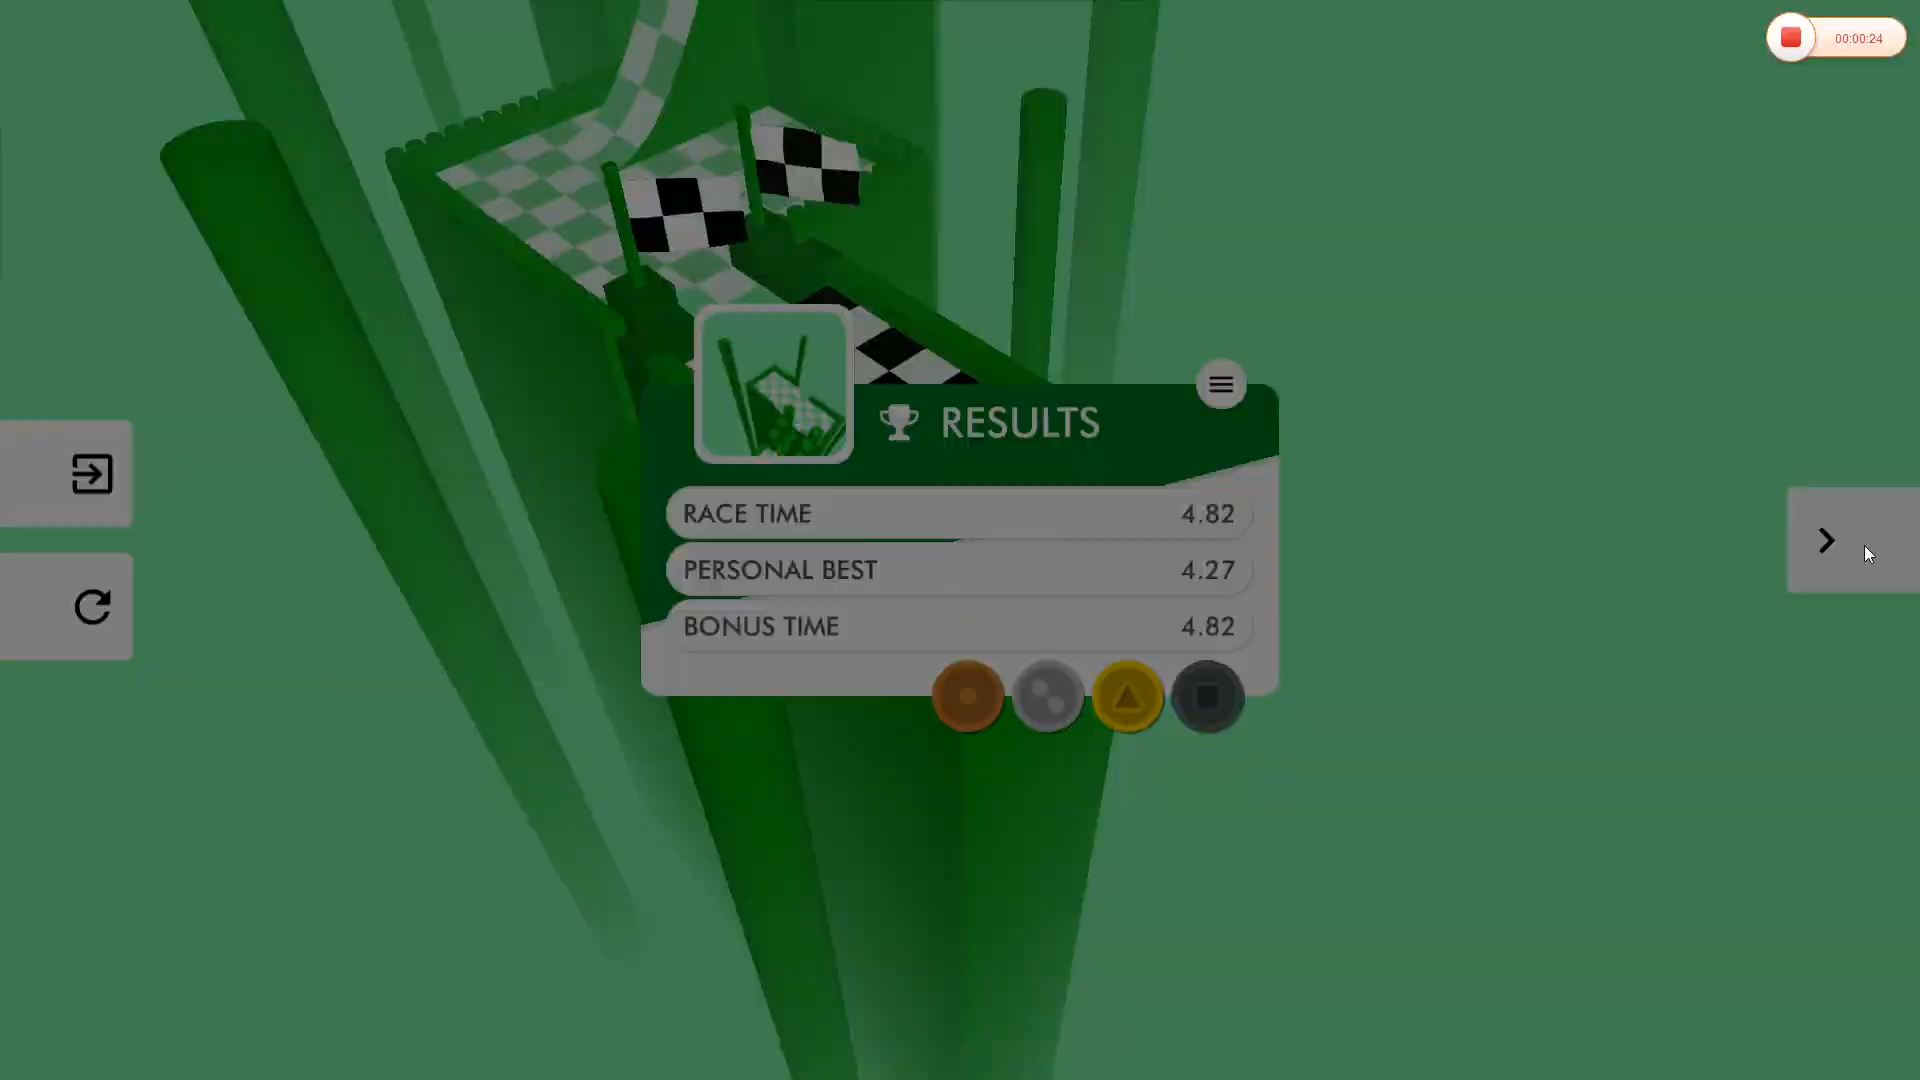 00:00:24
RESULTS
RACE TIME 4.82
PERSONAL BEST 4.27
BONUS TIME 4.82